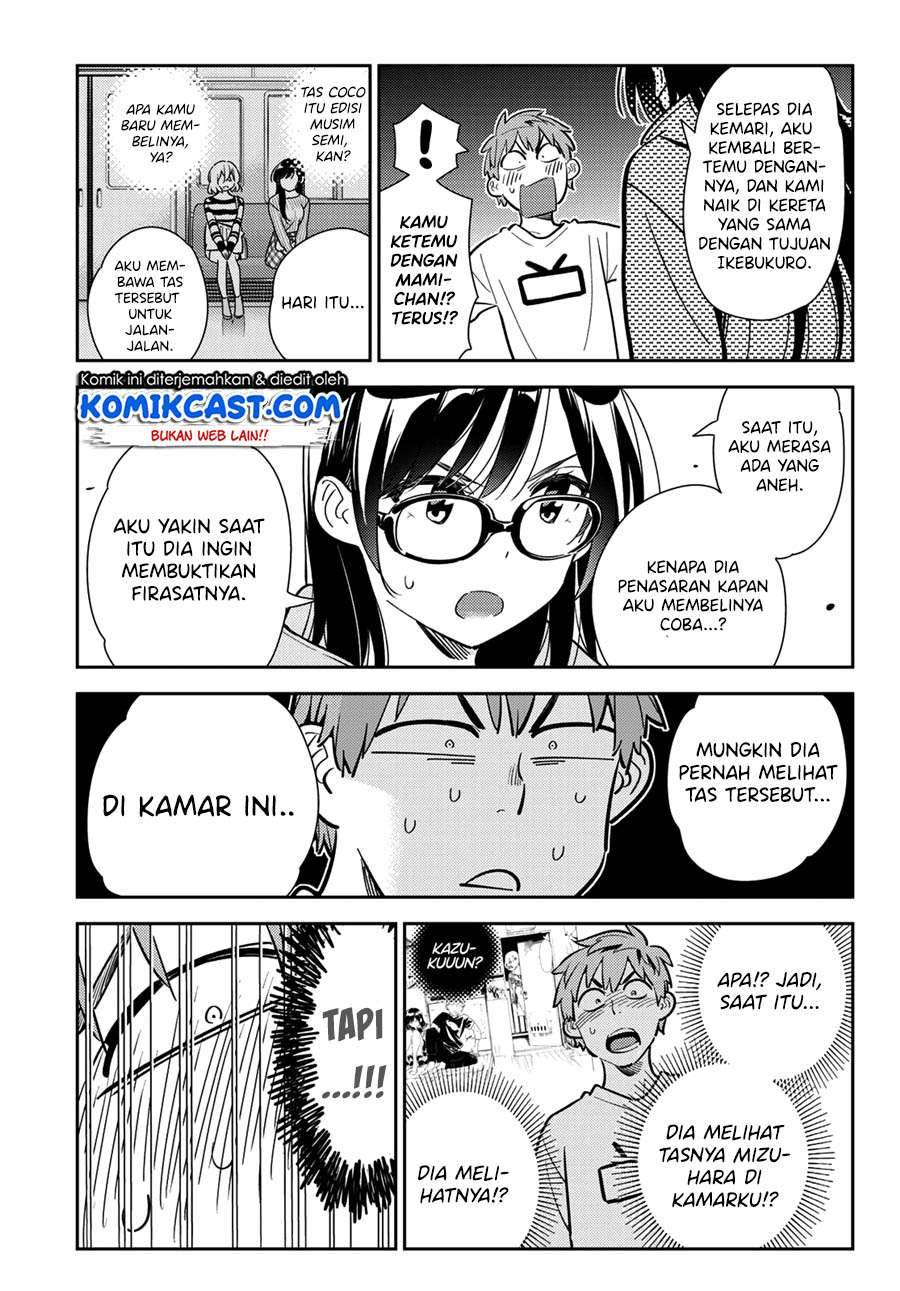 SELEPAS DIA
KEMARI, AKU
KEMBALI BER-
TEMU DENGAN-
NYA, DAN KAMI
NAIK DI KERETA
YANG SAMA
DENGAN TUJUAN
IKEBUKURO.
!
KAMU
KETEMU
DENGAN
MAMI-
CHAN!?
TERUS!?
TAS COCO
ITU EDISI
MUSIM
SEMI,
KAN?
APA KAMU
BARU MEM-
BELINYA,
YA?
HARI ITU...
AKU MEM-
BAWA TAS
TERSEBUT
UNTUK
JALAN-
JALAN.
Komik ini diterjemahkan & diedit oleh
KOMIKCAST.COM
BUKAN WEB LAIN!!
SAAT ITU,
AKU MERASA
ADA YANG
ANEH.
KENAPA DIA
PENASARAN KAPAN
AKU MEMBELINYA
COBA...?
AKU YAKIN SAAT
ITU DIA INGIN
MEMBUKTIKAN
FIRASATNYA.
MUNGKIN DIA
PERNAH MELIHAT
TAS TERSEBUT...
DI KAMAR INI..
APA!? JADI,
SAAT ITU...
KAZU-
KUUUN?
DIA MELIHAT
TASNYA MIZU-
HARA DI
KAMARKU!?
DIA MELI-
HATNYA!?
TAPI
...!!!